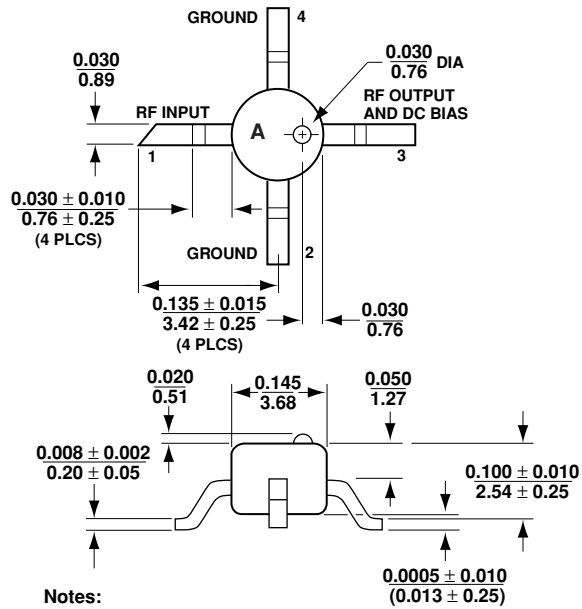 GROUND 4
0.030
0.89
0.030
0.76 DIA
RF INPUT
RF OUTPUT
AND DC BIAS
A
1
3
0.030 ± 0.010
0.76 ± 0.25
(4 PLCS)
GROUND 2
0.135 ± 0.015
3.42 ± 0.25
(4 PLCS)
0.030
0.76
0.020
0.51
0.145
3.68
0.050
1.27
0.008 ± 0.002
0.20 ± 0.05
0.100 ± 0.010
2.54 ± 0.25
0.0005 ± 0.010
(0.013 ± 0.25)
Notes: